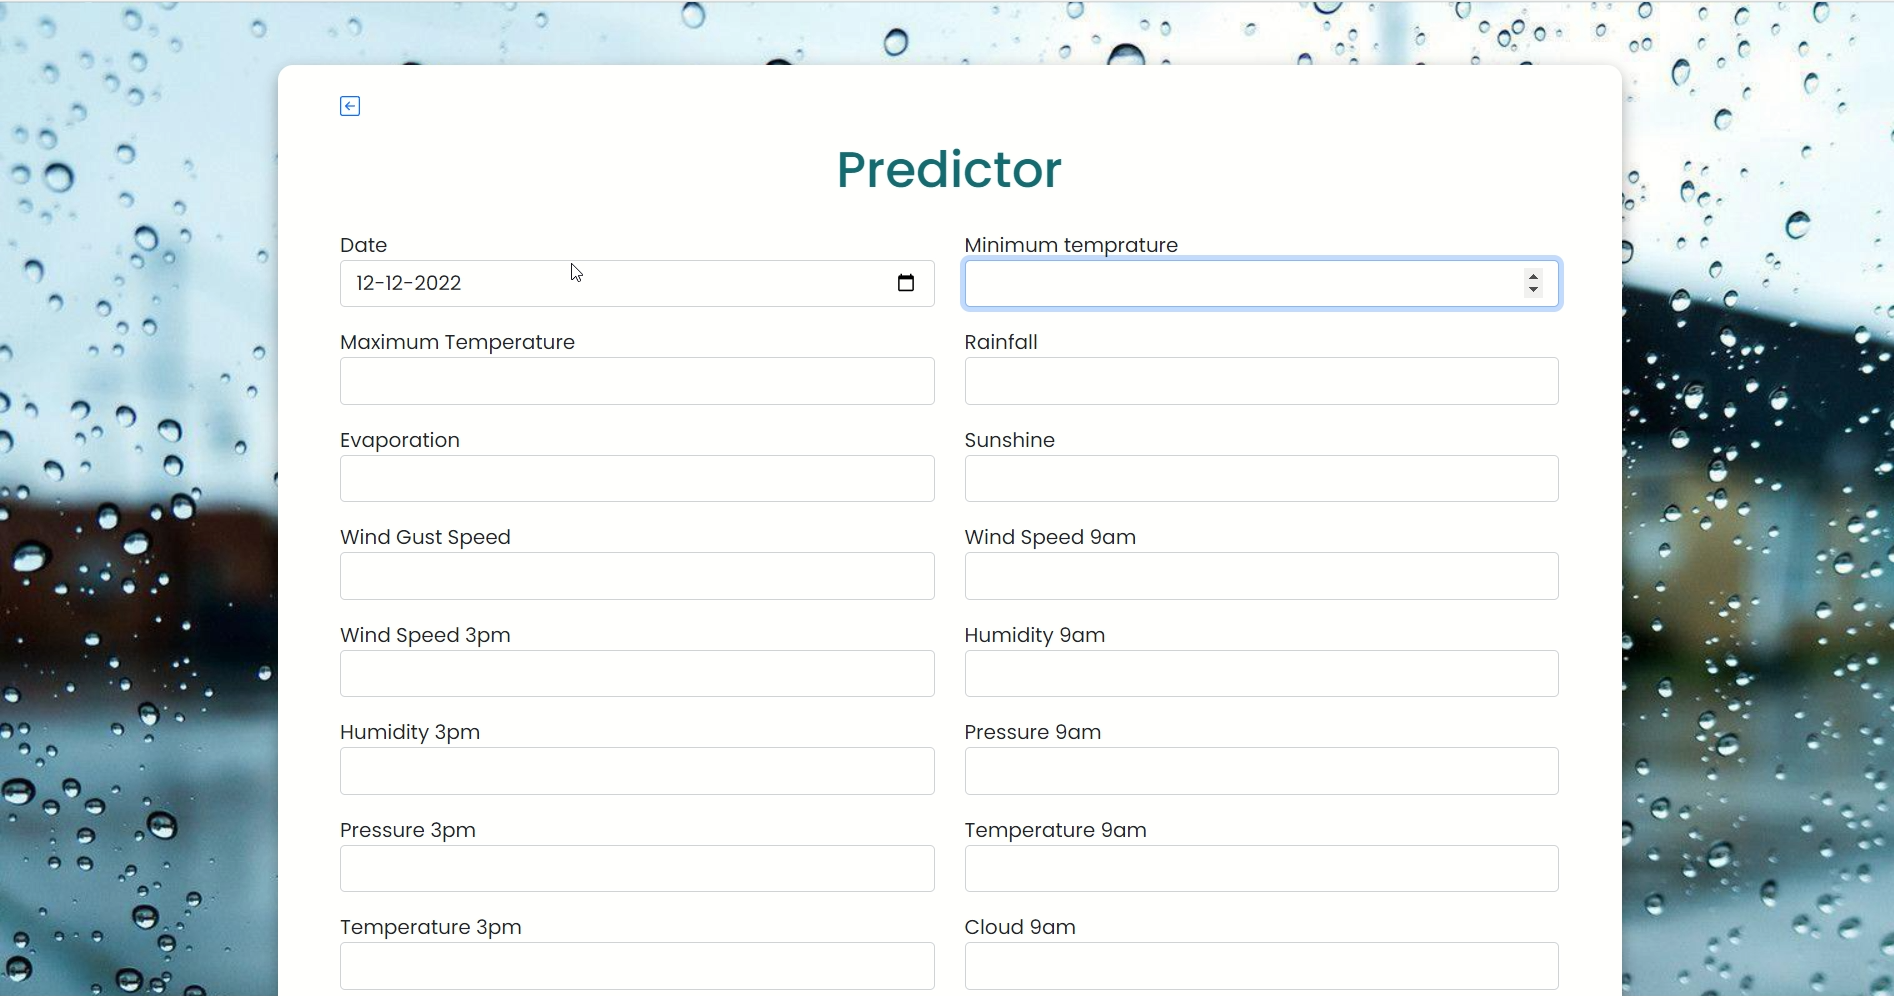 Predictor
Date
Minimum temprature
12-12-2022
Maximum Temperature
Rainfall
Evaporation
Sunshine
Wind Gust Speed
Wind Speed 9am
Wind Speed 3pm
Humidity 9am
Humidity 3pm
Pressure 9am
Pressure 3pm
Temperature 9am
Temperature 3pm
Cloud 9am